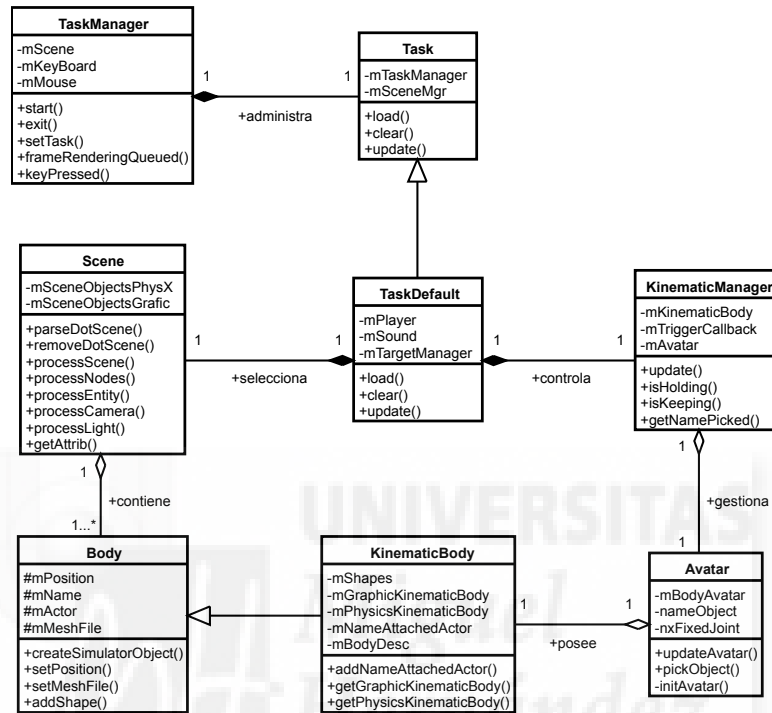 TaskManager
-mScene
-mKeyBoard
-mMouse
+start()
+exit()
+setTask()
+frameRenderingQueued()
+keyPressed()
1
1
+administra
Task
-mTaskManager
-mSceneMgr
+load()
+clear()
+update()
Scene
-mSceneObjectsPhysX
-mSceneObjectsGrafic
+parseDotScene()
+removeDotScene()
+processScene()
+processNodes()
+processEntity()
+processCamera()
+processLight()
+getAttrib()
1
1
+selecciona
TaskDefault
-mPlayer
-mSound
-mTargetManager
+load()
+clear()
+update()
1
1
+controla
KinematicManager
-mKinematicBody
-mTriggerCallback
-mAvatar
+update()
+isHolding()
+isKeeping()
+getNamePicked()
1
+contiene
1...*
1
+gestiona
1
Body
#mPosition
#mName
#mActor
#mMeshFile
+createSimulatorObject()
+setPosition()
+setMeshFile()
+addShape()
KinematicBody
-mShapes
-mGraphicKinematicBody
-mPhysicsKinematicBody
-mNameAttachedActor
-mBodyDesc
+addNameAttachedActor()
+getGraphicKinematicBody()
+getPhysicsKinematicBody()
1
1
+posee
Avatar
-mBodyAvatar
-nameObject
-nxFixedJoint
+updateAvatar()
+pickObject()
-initAvatar()
UNIVERSITAS